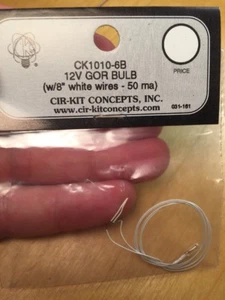 CK1010-6B
12V GOR BULB
(w/8" white wires - 50 ma)
CIR-KIT CONCEPTS, INC.
www.cir-kitconcepts.com
PRICE
031-181